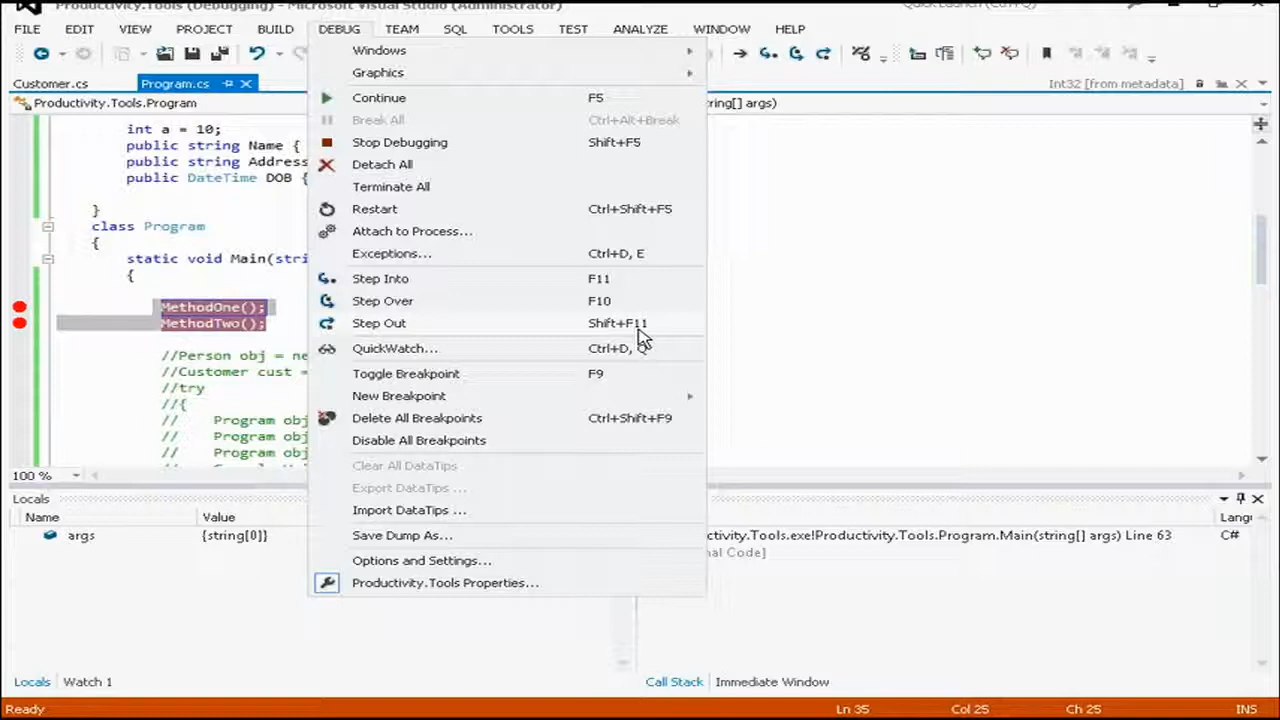 Productivity.Tools (Debugging) - Microsoft Visual Studio (Administrator)
Quick Launch (Ctrl+Q)
FILE EDIT VIEW PROJECT BUILD DEBUG TEAM SQL TOOLS TEST ANALYZE WINDOW HELP
Customer.cs Program.cs Int32 [from metadata]
Productivity.Tools.Program
ring[] args)
int a = 10;
public string Name {
public string Address
public DateTime DOB {
}
class Program
{
static void Main(stri
{
MethodOne();
MethodTwo();
//Person obj = ne
//Customer cust =
//try
//{
// Program obj
// Program obj
// Program obj
Windows
Graphics
Continue F5
Break All Ctrl+Alt+Break
Stop Debugging Shift+F5
Detach All
Terminate All
Restart Ctrl+Shift+F5
Attach to Process...
Exceptions... Ctrl+D, E
Step Into F11
Step Over F10
Step Out Shift+F11
QuickWatch... Ctrl+D, Q
Toggle Breakpoint F9
New Breakpoint
Delete All Breakpoints Ctrl+Shift+F9
Disable All Breakpoints
Clear All DataTips
Export DataTips ...
Import DataTips ...
Save Dump As...
Options and Settings...
Productivity.Tools Properties...
100 %
Locals
Name Value
args {string[0]}
Lang
ctivity.Tools.exe!Productivity.Tools.Program.Main(string[] args) Line 63 C#
nal Code]
Locals Watch 1
Call Stack Immediate Window
Ready Ln 35 Col 25 Ch 25 INS